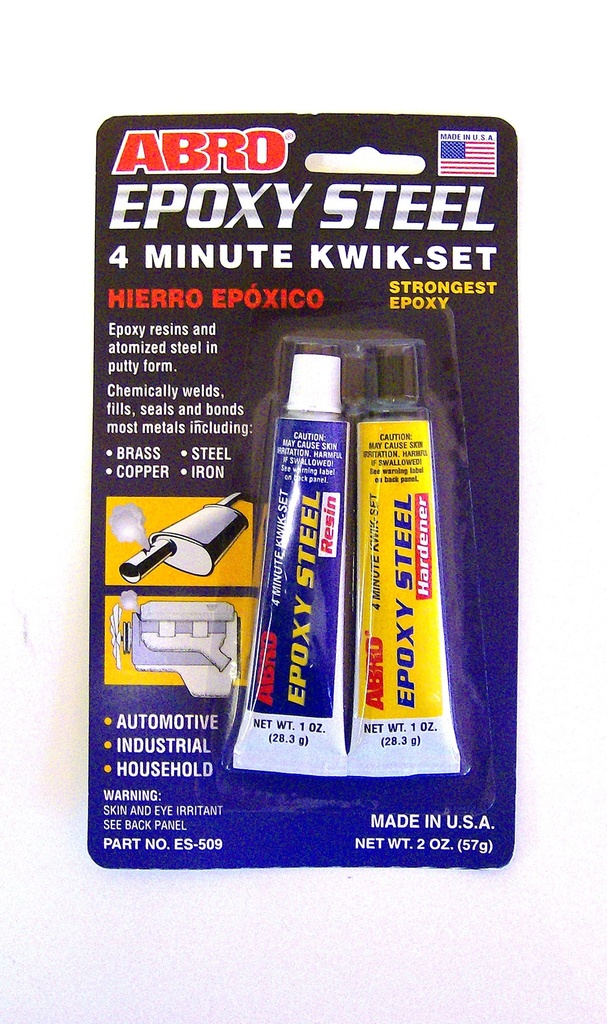 ABRO®
MADE IN U.S.A.
EPOXY STEEL
4 MINUTE KWIK-SET
HIERRO EPÓXICO
STRONGEST
EPOXY
Epoxy resins and
atomized steel in
putty form.
Chemically welds,
fills, seals and bonds
most metals including:
• BRASS • STEEL
• COPPER • IRON
CAUTION:
MAY CAUSE SKIN
IRRITATION. HARMFUL
IF SWALLOWED!
See warning label
on back panel.
4 MINUTE KWIK-SET
ABRO EPOXY STEEL
Resin
NET WT. 1 OZ.
(28.3 g)
CAUTION:
MAY CAUSE SKIN
IRRITATION. HARMFUL
IF SWALLOWED!
See warning label
on back panel.
4 MINUTE KWIK-SET
ABRO EPOXY STEEL
Hardener
NET WT. 1 OZ.
(28.3 g)
• AUTOMOTIVE
• INDUSTRIAL
• HOUSEHOLD
WARNING:
SKIN AND EYE IRRITANT
SEE BACK PANEL
PART NO. ES-509
MADE IN U.S.A.
NET WT. 2 OZ. (57g)